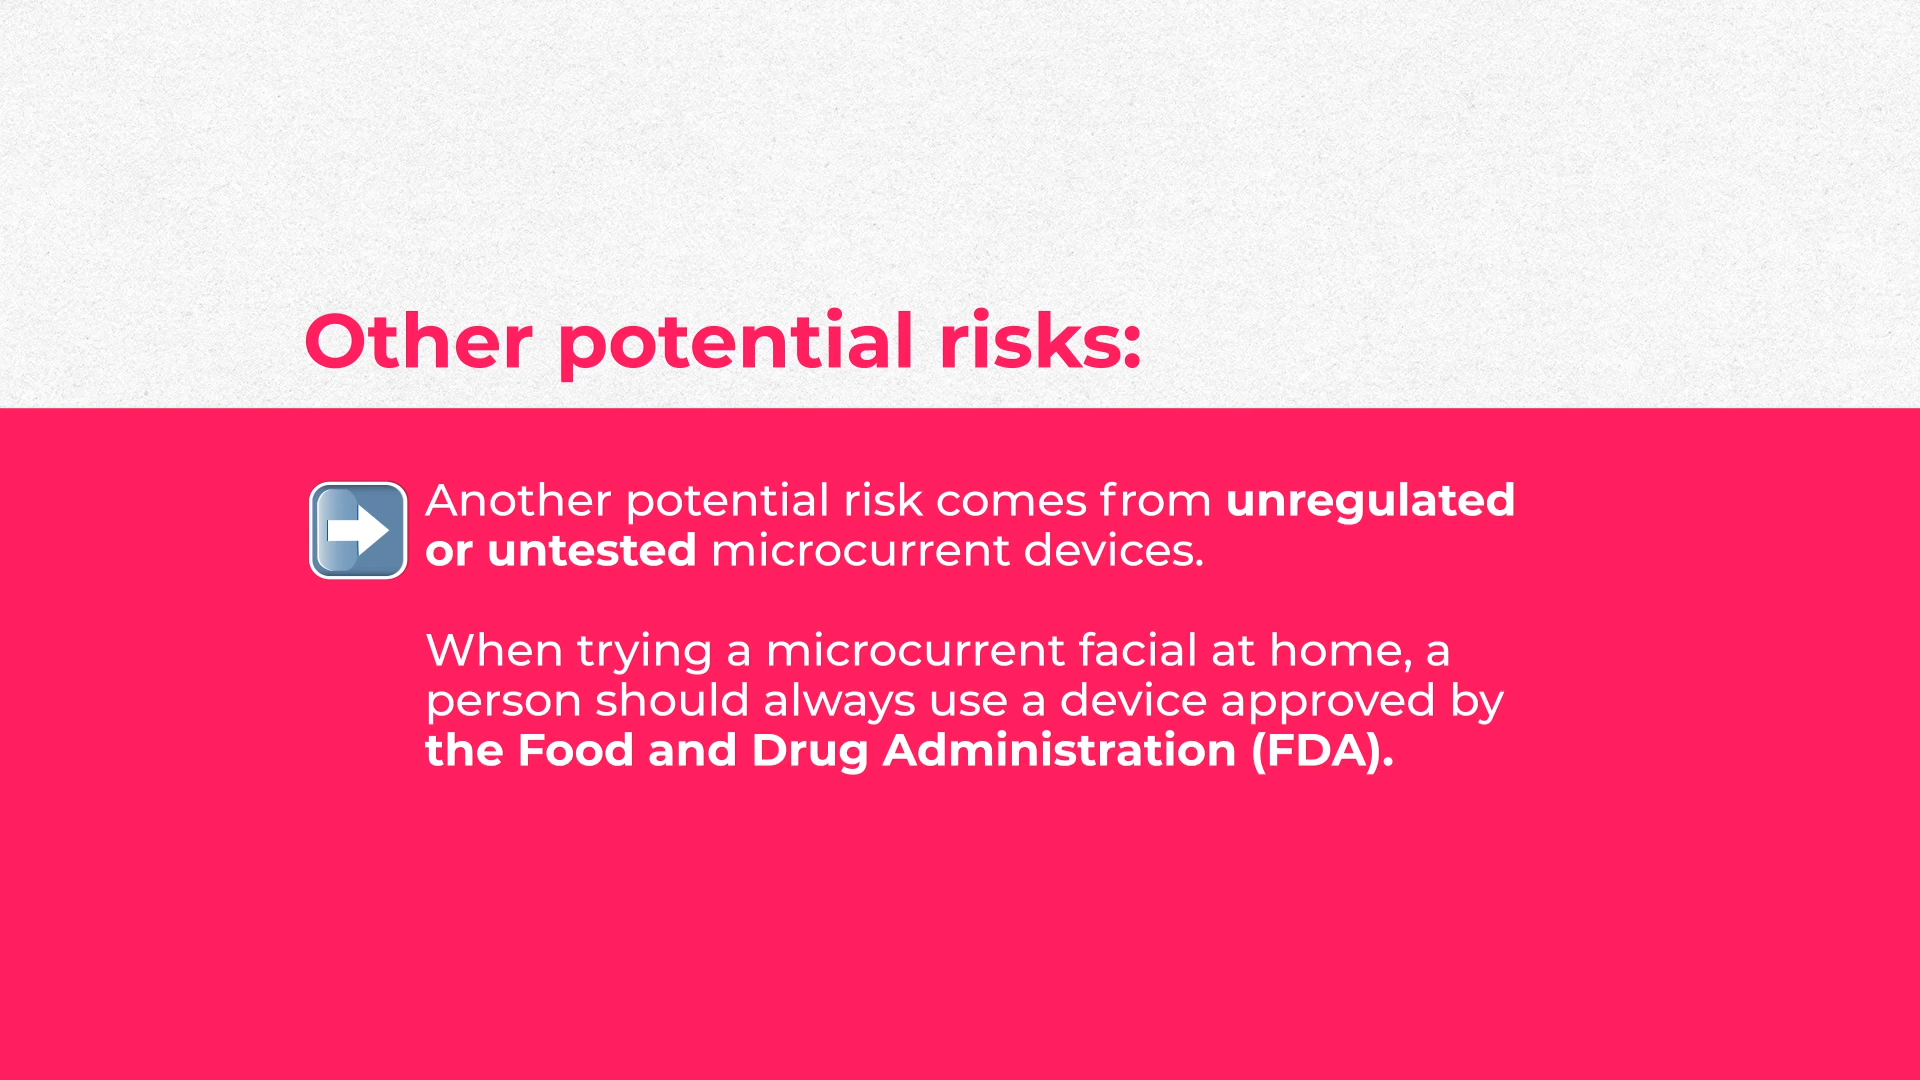 Other potential risks:
Another potential risk comes from unregulated
or untested microcurrent devices.
When trying a microcurrent facial at home, a
person should always use a device approved by
the Food and Drug Administration (FDA).